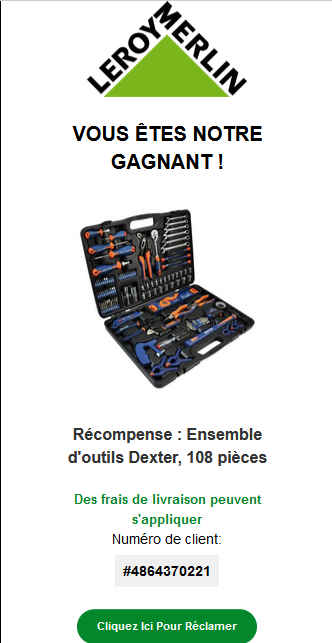 LEROY MERLIN
VOUS ÊTES NOTRE
GAGNANT !
Récompense : Ensemble
d'outils Dexter, 108 pièces
Des frais de livraison peuvent
s'appliquer
Numéro de client:
#4864370221
Cliquez Ici Pour Réclamer